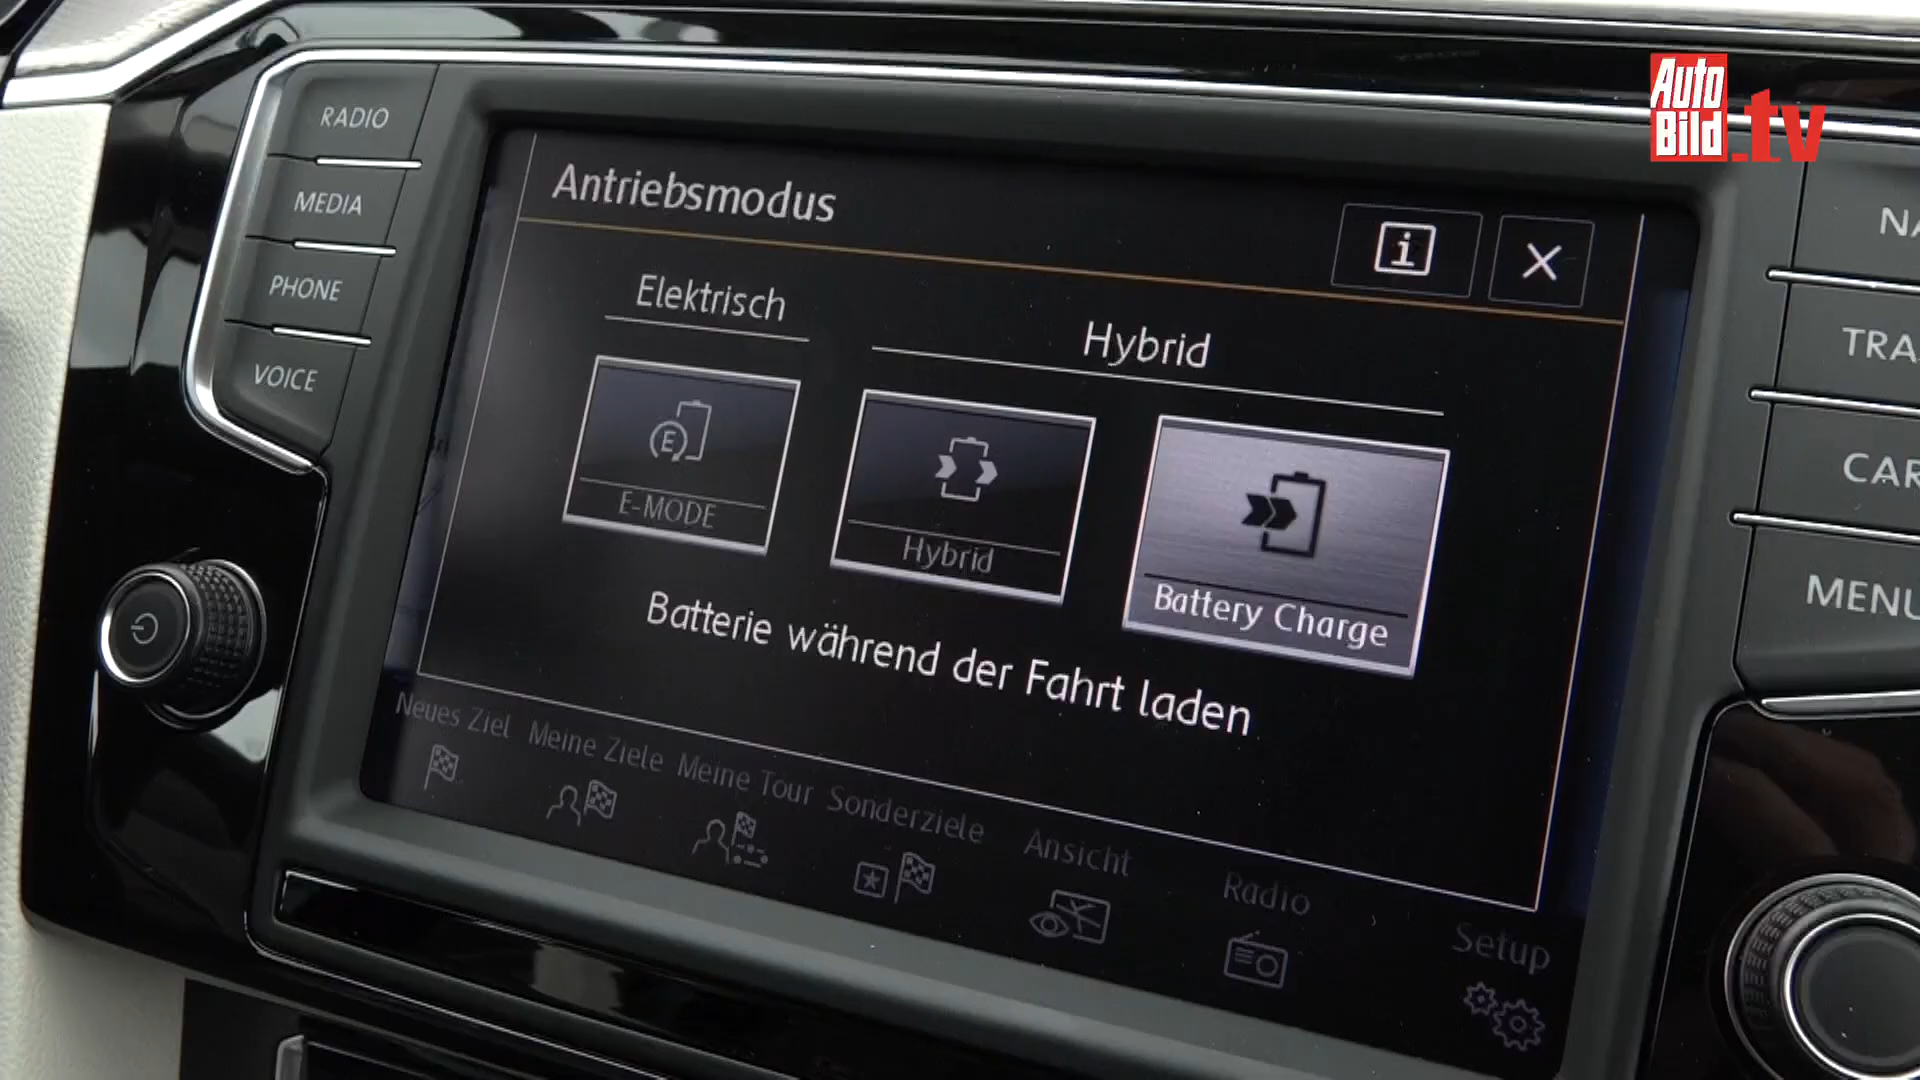 Auto
Bild
.tv
RADIO
MEDIA
PHONE
VOICE
Antriebsmodus
i
Elektrisch
Hybrid
E
E-MODE
Hybrid
Battery Charge
Batterie während der Fahrt laden
Neues Ziel
Meine Ziele
Meine Tour
Sonderziele
Ansicht
Radio
Setup
NA
TRA
CAR
MENU